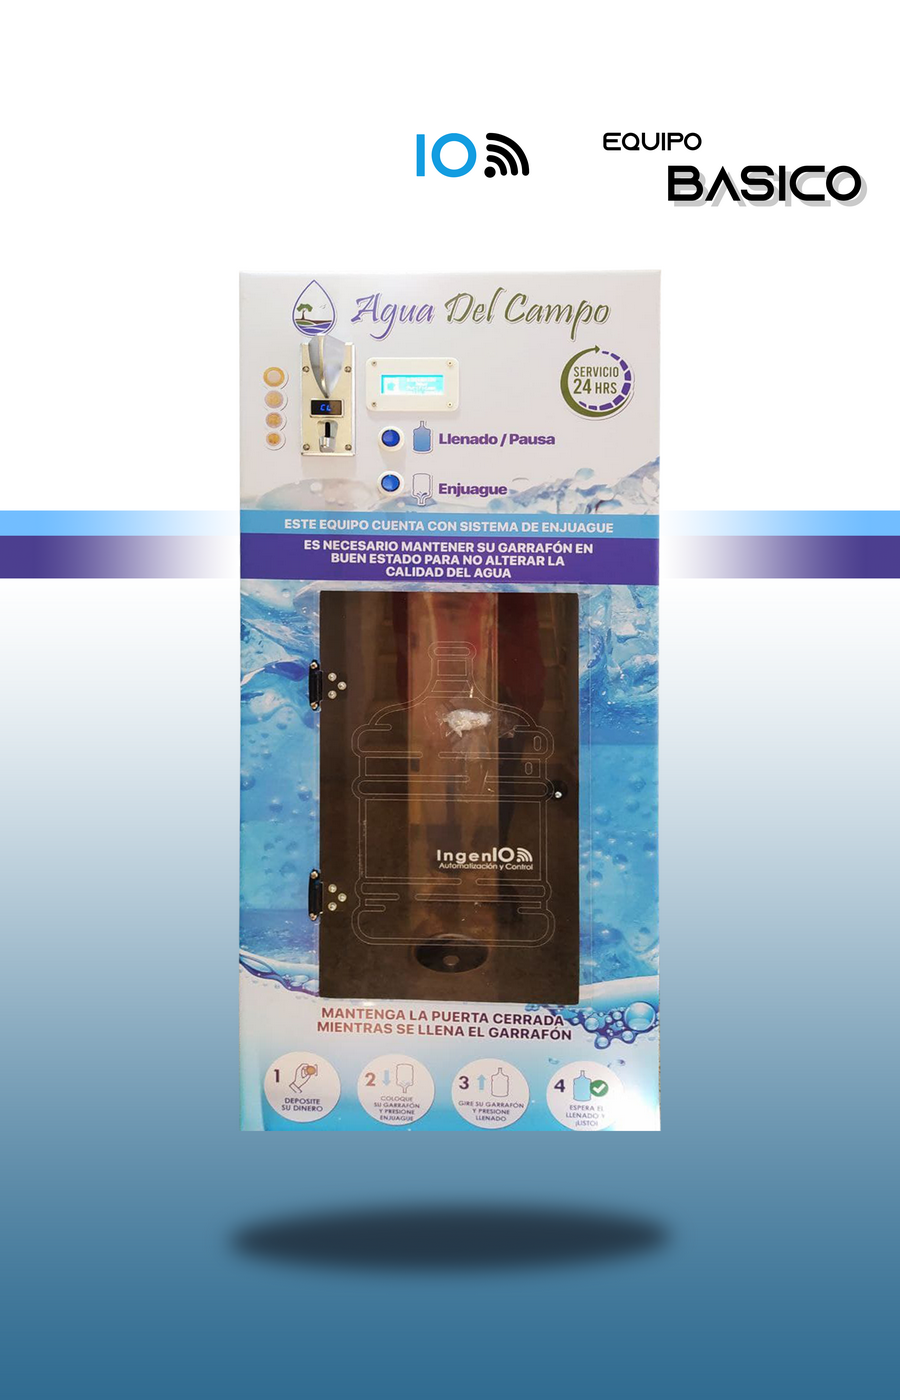 IO
EQUIPO
BASICO
Agua Del Campo
SERVICIO
24 HRS
Llenado / Pausa
Enjuague
ESTE EQUIPO CUENTA CON SISTEMA DE ENJUAGUE
ES NECESARIO MANTENER SU GARRAFÓN EN
BUEN ESTADO PARA NO ALTERAR LA
CALIDAD DEL AGUA
IngenIO
Automatización y Control
MANTENGA LA PUERTA CERRADA
MIENTRAS SE LLENA EL GARRAFÓN
1
DEPOSITE
SU DINERO
2
COLOQUE
SU GARRAFÓN
Y PRESIONE
ENJUAGUE
3
GIRE SU GARRAFÓN
Y PRESIONE
LLENADO
4
ESPERA EL
LLENADO Y
¡LISTO!